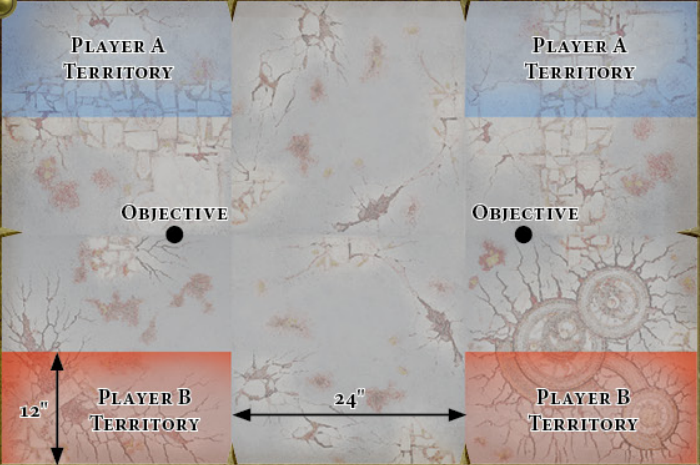 Player A
Territory
Player A
Territory
Objective
Objective
12"
Player B
Territory
24"
Player B
Territory